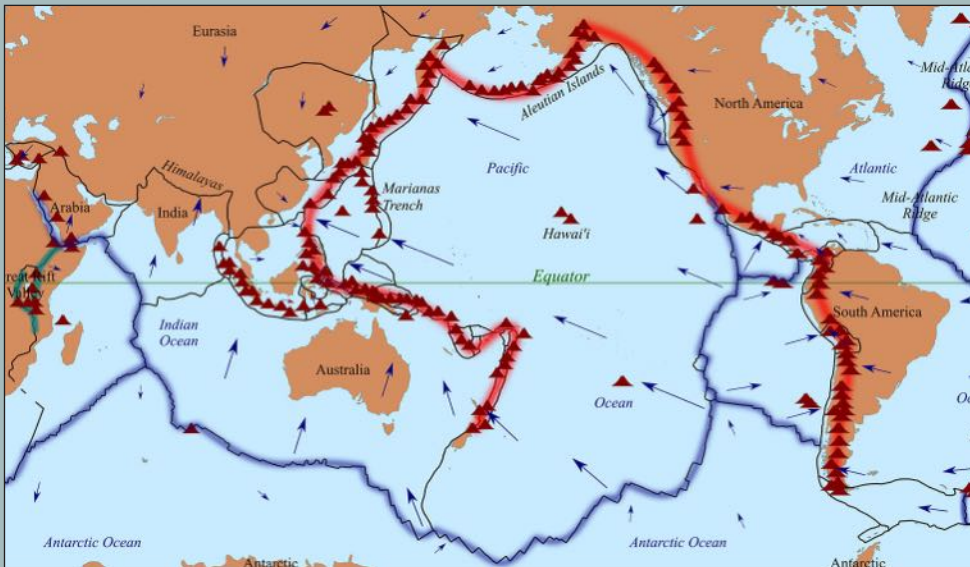 Eurasia
Mid-Atla
Ridge
North America
Aleutian Islands
Pacific
Atlantic
Himalayas
Marianas
Trench
Mid-Atlantic
Ridge
Arabia
India
Hawai'i
Equator
reat Rift
Valley
South America
Indian
Ocean
Australia
Ocean
Oc
Antarctic Ocean
Antarctic Ocean
Antarctic
Antarctic